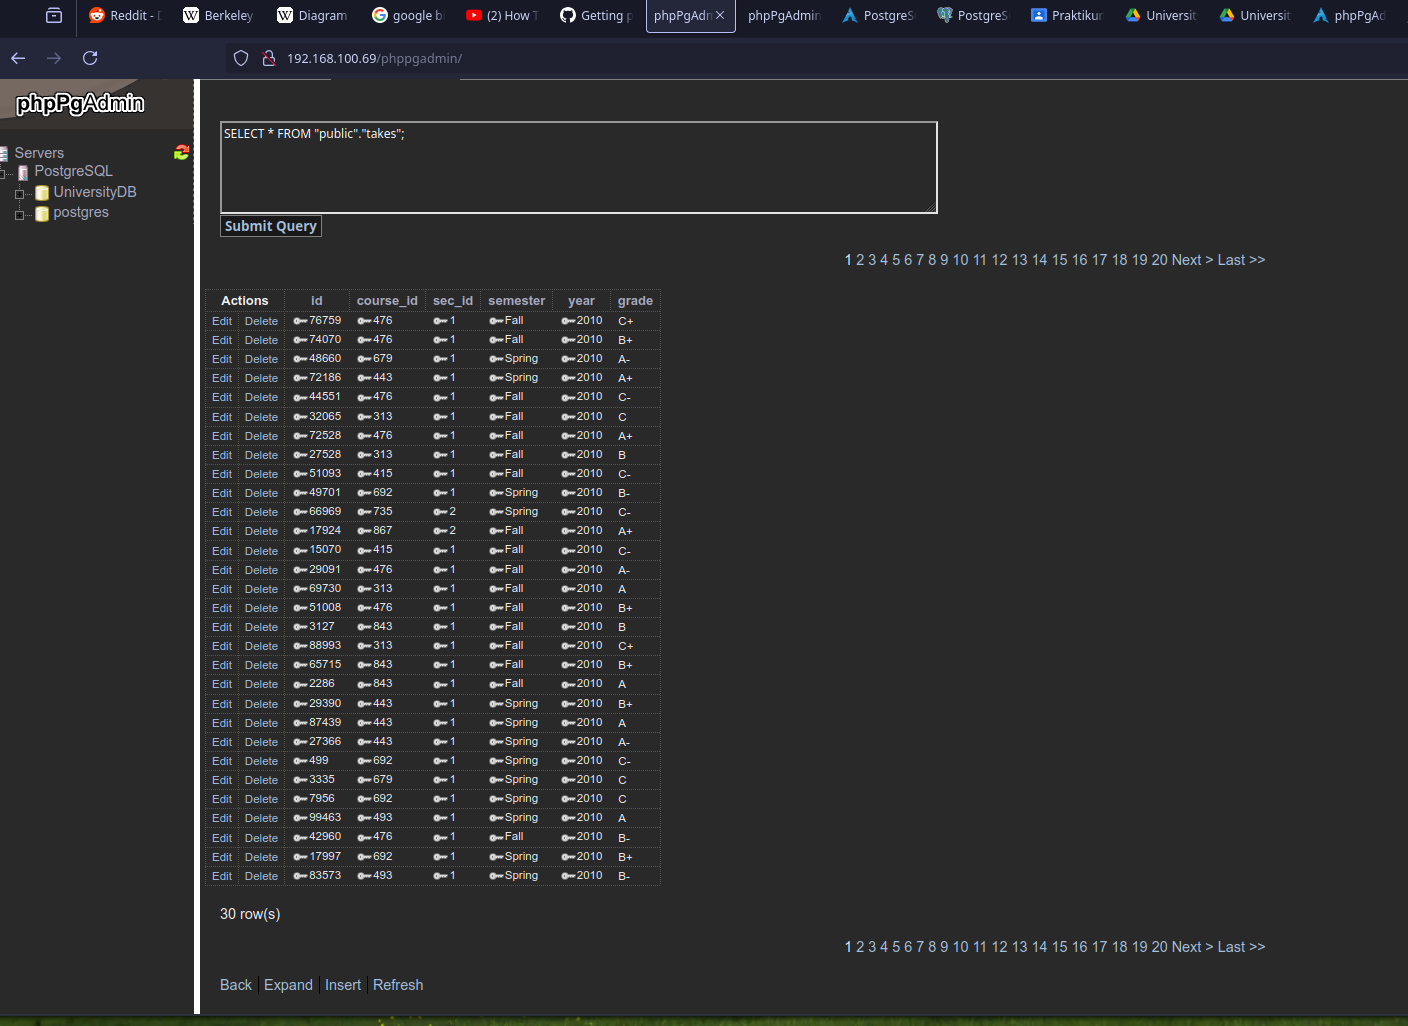 Reddit - D Berkeley Diagram google bi (2) How T Getting p phpPgAdn phpPgAdmin PostgreS PostgreS Praktikur Universit Universit phpPgAd
192.168.100.69/phppgadmin/
phpPgAdmin
Servers
PostgreSQL
UniversityDB
postgres
SELECT * FROM "public"."takes";
Submit Query
1 2 3 4 5 6 7 8 9 10 11 12 13 14 15 16 17 18 19 20 Next > Last >>
Actions id course_id sec_id semester year grade
Edit Delete 76759 476 1 Fall 2010 C+
Edit Delete 74070 476 1 Fall 2010 B+
Edit Delete 48660 679 1 Spring 2010 A-
Edit Delete 72186 443 1 Spring 2010 A+
Edit Delete 44551 476 1 Fall 2010 C-
Edit Delete 32065 313 1 Fall 2010 C
Edit Delete 72528 476 1 Fall 2010 A+
Edit Delete 27528 313 1 Fall 2010 B
Edit Delete 51093 415 1 Fall 2010 C-
Edit Delete 49701 692 1 Spring 2010 B-
Edit Delete 66969 735 2 Spring 2010 C-
Edit Delete 17924 867 2 Fall 2010 A+
Edit Delete 15070 415 1 Fall 2010 C-
Edit Delete 29091 476 1 Fall 2010 A-
Edit Delete 69730 313 1 Fall 2010 A
Edit Delete 51008 476 1 Fall 2010 B+
Edit Delete 3127 843 1 Fall 2010 B
Edit Delete 88993 313 1 Fall 2010 C+
Edit Delete 65715 843 1 Fall 2010 B+
Edit Delete 2286 843 1 Fall 2010 A
Edit Delete 29390 443 1 Spring 2010 B+
Edit Delete 87439 443 1 Spring 2010 A
Edit Delete 27366 443 1 Spring 2010 A-
Edit Delete 499 692 1 Spring 2010 C-
Edit Delete 3335 679 1 Spring 2010 C
Edit Delete 7956 692 1 Spring 2010 C
Edit Delete 99463 493 1 Spring 2010 A
Edit Delete 42960 476 1 Fall 2010 B-
Edit Delete 17997 692 1 Spring 2010 B+
Edit Delete 83573 493 1 Spring 2010 B-
30 row(s)
1 2 3 4 5 6 7 8 9 10 11 12 13 14 15 16 17 18 19 20 Next > Last >>
Back Expand Insert Refresh